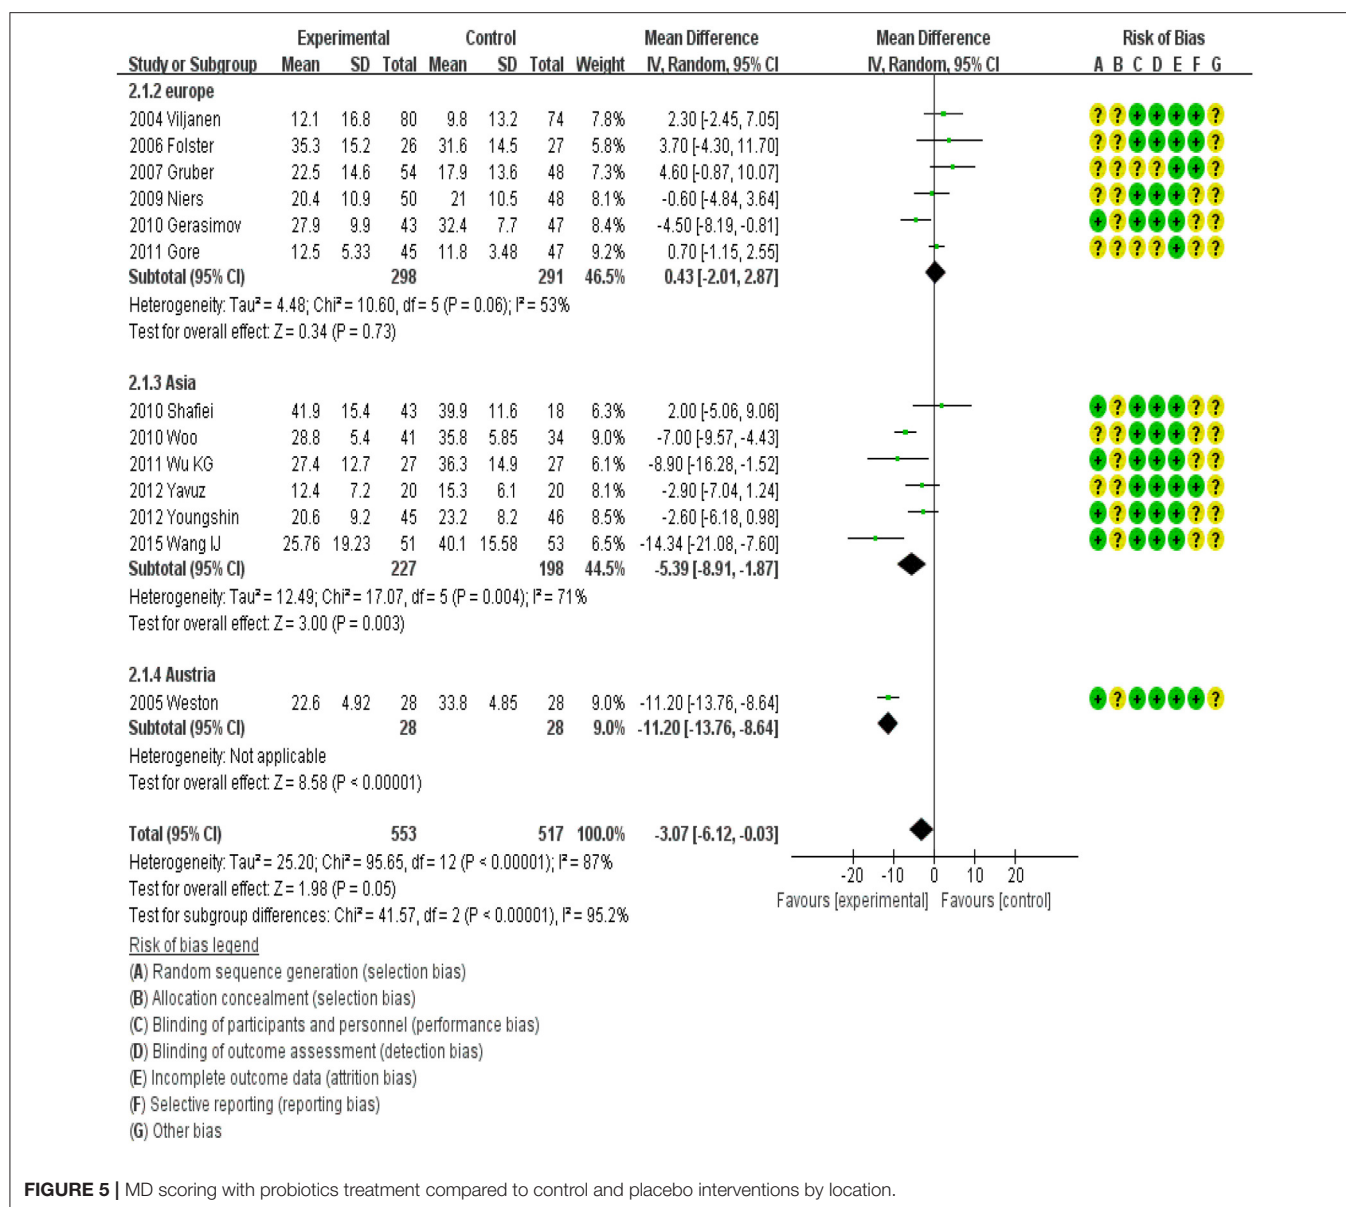 Experimental Control Mean Difference Mean Difference Risk of Bias
Study or Subgroup Mean SD Total Mean SD Total Weight IV, Random, 95% CI IV, Random, 95% CI A B C D E F G
2.1.2 europe
2004 Viljanen 12.1 16.8 80 9.8 13.2 74 7.8% 2.30 [-2.45, 7.05] ? ? + + + + ?
2006 Folster 35.3 15.2 26 31.6 14.5 27 5.8% 3.70 [-4.30, 11.70] ? ? + + + + ?
2007 Gruber 22.5 14.6 54 17.9 13.6 48 7.3% 4.60 [-0.87, 10.07] ? ? ? ? + + ?
2009 Niers 20.4 10.9 50 21 10.5 48 8.1% -0.60 [-4.84, 3.64] ? ? + + + ? ?
2010 Gerasimov 27.9 9.9 43 32.4 7.7 47 8.4% -4.50 [-8.19, -0.81] + ? + + + ? ?
2011 Gore 12.5 5.33 45 11.8 3.48 47 9.2% 0.70 [-1.15, 2.55] ? ? ? ? + ? ?
Subtotal (95% CI) 298 291 46.5% 0.43 [-2.01, 2.87]
Heterogeneity: Tau² = 4.48; Chi² = 10.60, df = 5 (P = 0.06); I² = 53%
Test for overall effect: Z = 0.34 (P = 0.73)
2.1.3 Asia
2010 Shafiei 41.9 15.4 43 39.9 11.6 18 6.3% 2.00 [-5.06, 9.06] + ? + + + ? ?
2010 Woo 28.8 5.4 41 35.8 5.85 34 9.0% -7.00 [-9.57, -4.43] ? ? + + + ? ?
2011 Wu KG 27.4 12.7 27 36.3 14.9 27 6.1% -8.90 [-16.28, -1.52] + ? + + + ? ?
2012 Yavuz 12.4 7.2 20 15.3 6.1 20 8.1% -2.90 [-7.04, 1.24] ? ? + + + + ?
2012 Youngshin 20.6 9.2 45 23.2 8.2 46 8.5% -2.60 [-6.18, 0.98] + ? + + + ? ?
2015 Wang IJ 25.76 19.23 51 40.1 15.58 53 6.5% -14.34 [-21.08, -7.60] + ? + + + ? ?
Subtotal (95% CI) 227 198 44.5% -5.39 [-8.91, -1.87]
Heterogeneity: Tau² = 12.49; Chi² = 17.07, df = 5 (P = 0.004); I² = 71%
Test for overall effect: Z = 3.00 (P = 0.003)
2.1.4 Austria
2005 Weston 22.6 4.92 28 33.8 4.85 28 9.0% -11.20 [-13.76, -8.64] + ? + + + + ?
Subtotal (95% CI) 28 28 9.0% -11.20 [-13.76, -8.64]
Heterogeneity: Not applicable
Test for overall effect: Z = 8.58 (P < 0.00001)
Total (95% CI) 553 517 100.0% -3.07 [-6.12, -0.03]
Heterogeneity: Tau² = 25.20; Chi² = 95.65, df = 12 (P < 0.00001); I² = 87%
Test for overall effect: Z = 1.98 (P = 0.05)
Test for subgroup differences: Chi² = 41.57, df = 2 (P < 0.00001), I² = 95.2%
-20 -10 0 10 20
Favours [experimental] Favours [control]
Risk of bias legend
(A) Random sequence generation (selection bias)
(B) Allocation concealment (selection bias)
(C) Blinding of participants and personnel (performance bias)
(D) Blinding of outcome assessment (detection bias)
(E) Incomplete outcome data (attrition bias)
(F) Selective reporting (reporting bias)
(G) Other bias
FIGURE 5 | MD scoring with probiotics treatment compared to control and placebo interventions by location.